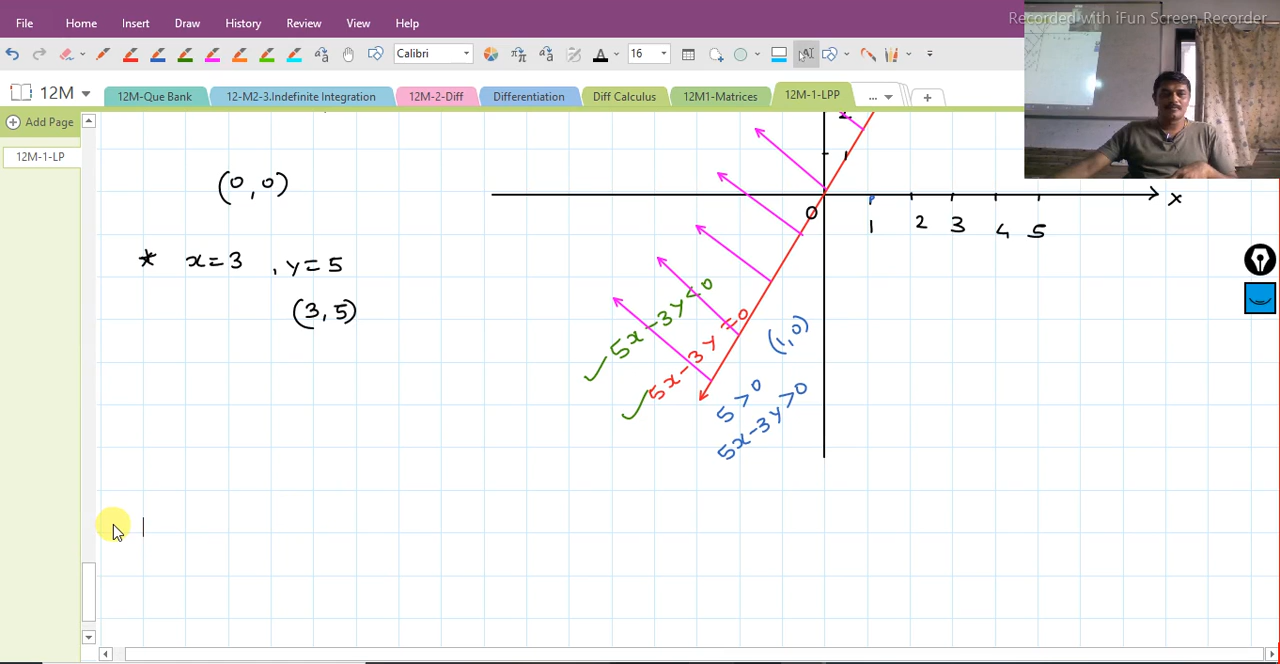 File Home Insert Draw History Review View Help
Recorded with iFun Screen Recorder
Calibri 16
12M 12M-Que Bank 12-M2-3.Indefinite Integration 12M-2-Diff Differentiation Diff Calculus 12M1-Matrices 12M-1-LPP ...
Add Page
12M-1-LP
2
1
(0, 0)
x
0 1 2 3 4 5
* x=3 , y=5
(3, 5)
5x-3y<0
5x-3y=0
(1, 0)
5>0
5x-3y>0